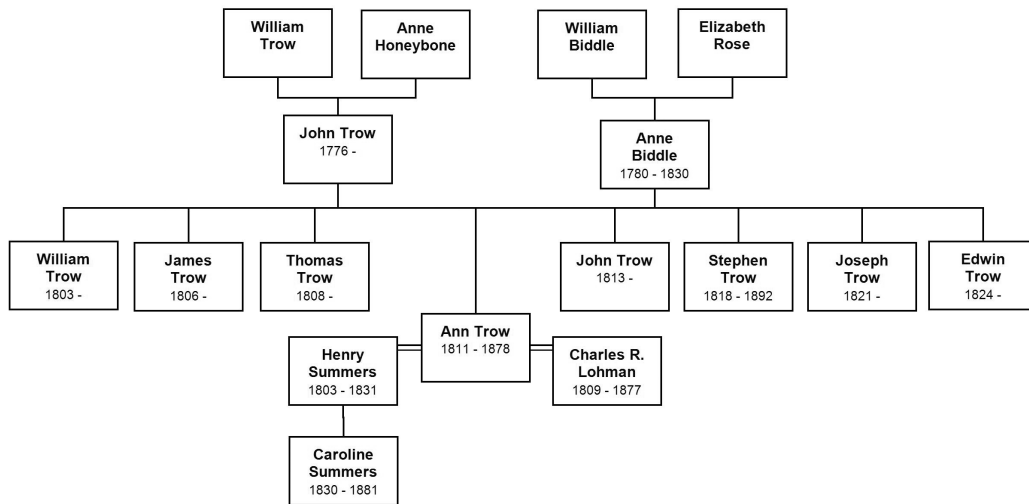 William
Trow
Anne
Honeybone
William
Biddle
Elizabeth
Rose
John Trow
1776 -
Anne
Biddle
1780 - 1830
William
Trow
1803 -
James
Trow
1806 -
Thomas
Trow
1808 -
John Trow
1813 -
Stephen
Trow
1818 - 1892
Joseph
Trow
1821 -
Edwin
Trow
1824 -
Ann Trow
1811 - 1878
Henry
Summers
1803 - 1831
Charles R.
Lohman
1809 - 1877
Caroline
Summers
1830 - 1881